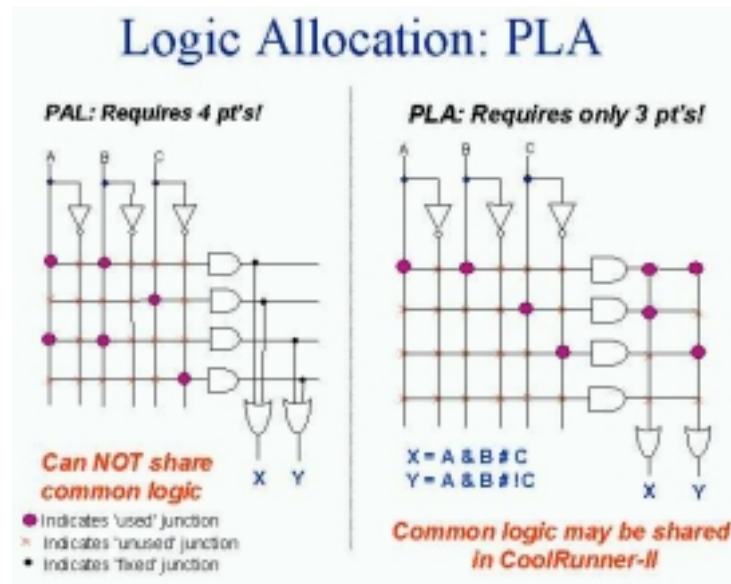 Logic Allocation: PLA
PAL: Requires 4 pt's!
A B C
X Y
Can NOT share
common logic
Indicates 'used' junction
Indicates 'unused' junction
Indicates 'fixed' junction
PLA: Requires only 3 pt's!
A B C
X = A & B # C
Y = A & B # !C
X Y
Common logic may be shared
in CoolRunner-II